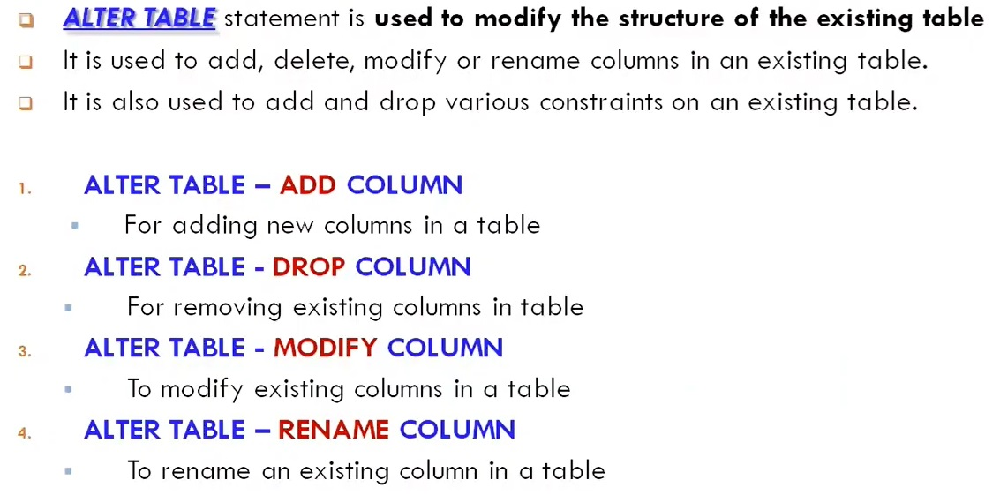 ALTER TABLE statement is used to modify the structure of the existing table
It is used to add, delete, modify or rename columns in an existing table.
It is also used to add and drop various constraints on an existing table.
1. ALTER TABLE – ADD COLUMN
For adding new columns in a table
2. ALTER TABLE - DROP COLUMN
For removing existing columns in table
3. ALTER TABLE - MODIFY COLUMN
To modify existing columns in a table
4. ALTER TABLE – RENAME COLUMN
To rename an existing column in a table